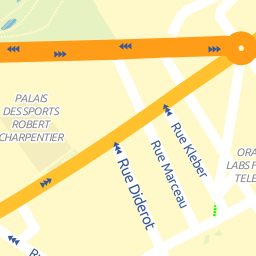 PALAIS
DES SPORTS
ROBERT
CHARPENTIER
Rue Kleber
Rue Marceau
Rue Diderot
ORA
LABS F
TELE